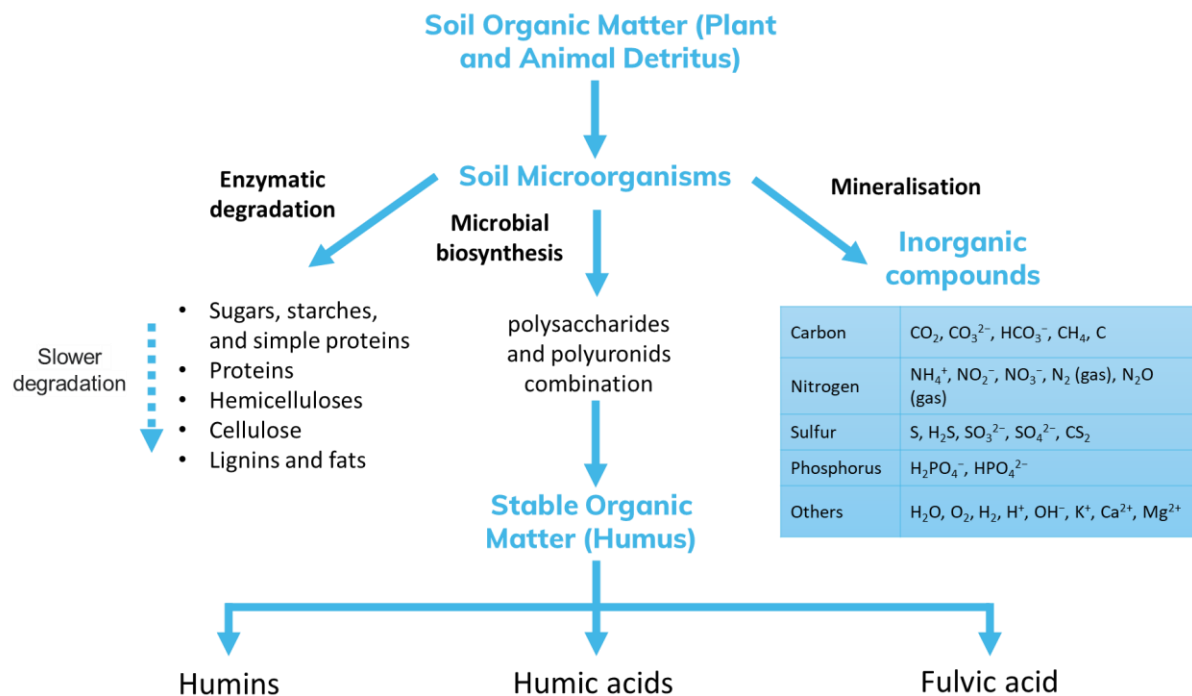 Soil Organic Matter (Plant
and Animal Detritus)
Soil Microorganisms
Enzymatic
degradation
Microbial
biosynthesis
Mineralisation
Slower
degradation
• Sugars, starches,
and simple proteins
• Proteins
• Hemicelluloses
• Cellulose
• Lignins and fats
polysaccharides
and polyuronids
combination
Inorganic
compounds
Carbon CO₂, CO₃²⁻, HCO₃⁻, CH₄, C
Nitrogen NH₄⁺, NO₂⁻, NO₃⁻, N₂ (gas), N₂O
(gas)
Sulfur S, H₂S, SO₃²⁻, SO₄²⁻, CS₂
Phosphorus H₂PO₄⁻, HPO₄²⁻
Others H₂O, O₂, H₂, H⁺, OH⁻, K⁺, Ca²⁺, Mg²⁺
Stable Organic
Matter (Humus)
Humins
Humic acids
Fulvic acid